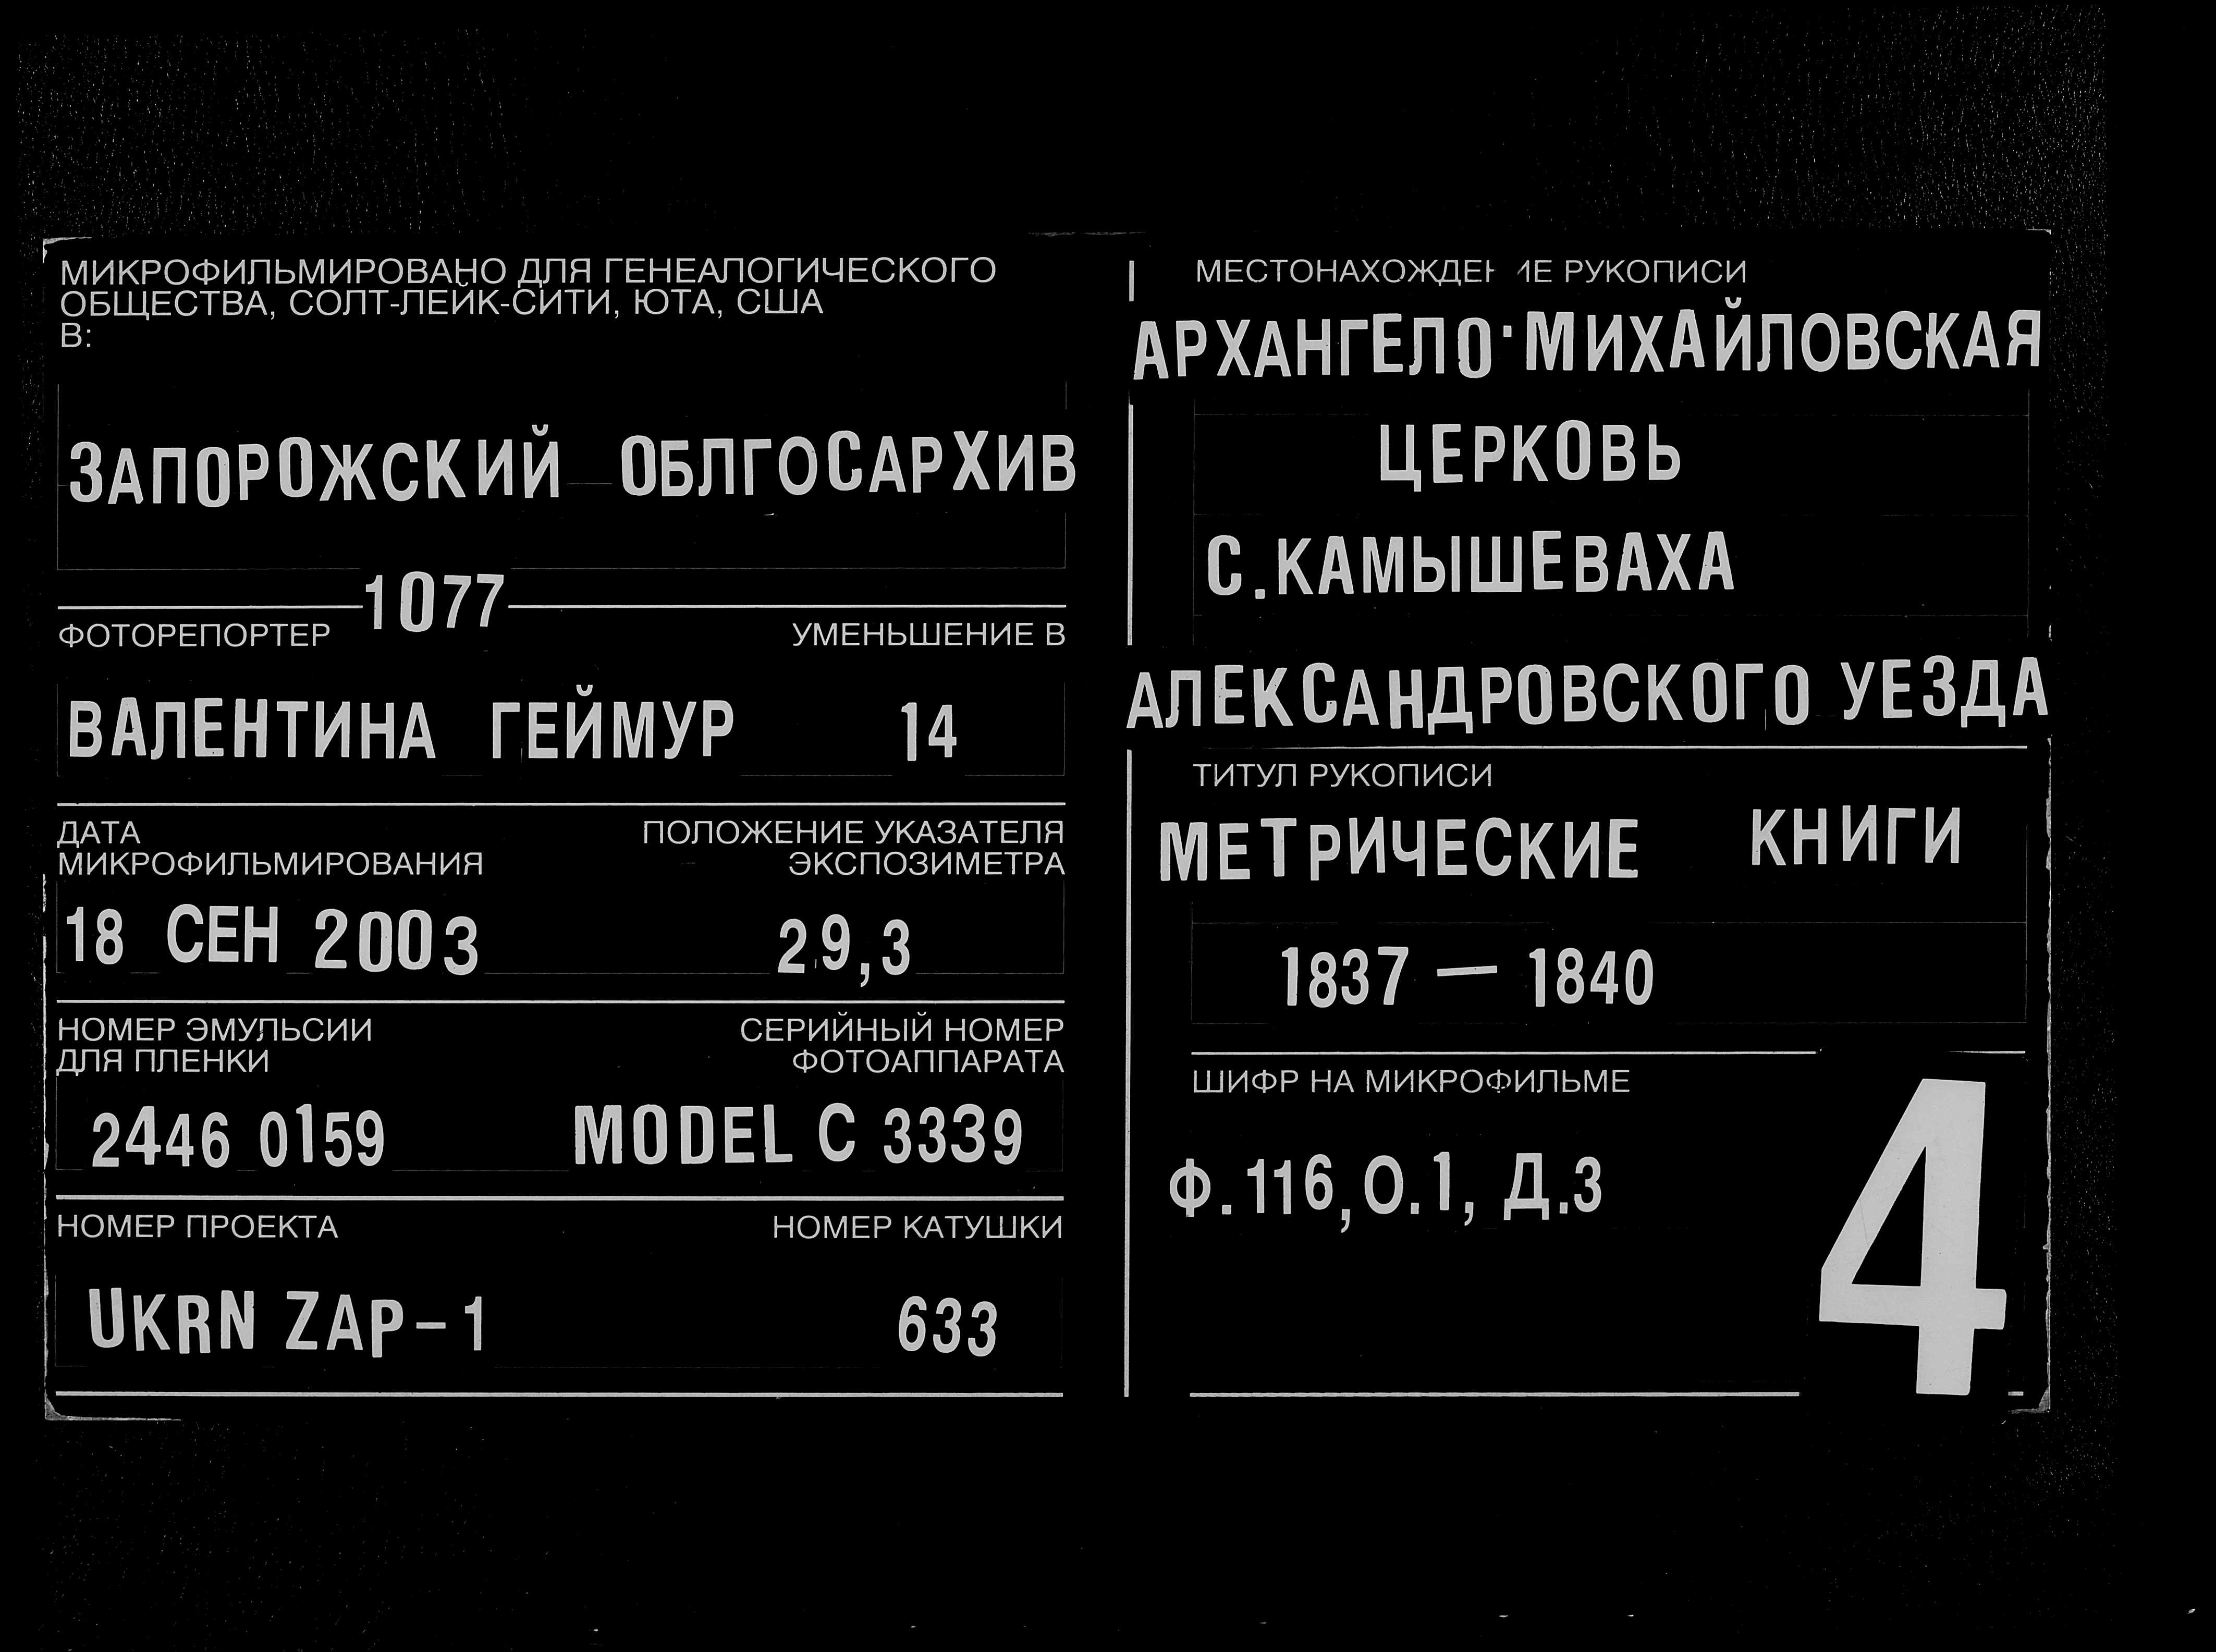 МИКРОФИЛЬМИРОВАНО ДЛЯ ГЕНЕАЛОГИЧЕСКОГО
ОБЩЕСТВА, СОЛТ-ЛЕЙК-СИТИ, ЮТА, США
В:
ЗАПОРОЖСКИЙ ОБЛГОСАРХИВ
1077
ФОТОРЕПОРТЕР УМЕНЬШЕНИЕ В
ВАЛЕНТИНА ГЕЙМУР 14
ДАТА ПОЛОЖЕНИЕ УКАЗАТЕЛЯ
МИКРОФИЛЬМИРОВАНИЯ ЭКСПОЗИМЕТРА
18 СЕН 2003 29,3
НОМЕР ЭМУЛЬСИИ СЕРИЙНЫЙ НОМЕР
ДЛЯ ПЛЕНКИ ФОТОАППАРАТА
2446 0159 MODEL C 3339
НОМЕР ПРОЕКТА НОМЕР КАТУШКИ
UKRN ZAP-1 633
МЕСТОНАХОЖДЕНИЕ РУКОПИСИ
АРХАНГЕЛО-МИХАЙЛОВСКАЯ
ЦЕРКОВЬ
С.КАМЫШЕВАХА
АЛЕКСАНДРОВСКОГО УЕЗДА
ТИТУЛ РУКОПИСИ
МЕТРИЧЕСКИЕ КНИГИ
1837 — 1840
ШИФР НА МИКРОФИЛЬМЕ
Ф.116, О.1, Д.3
4